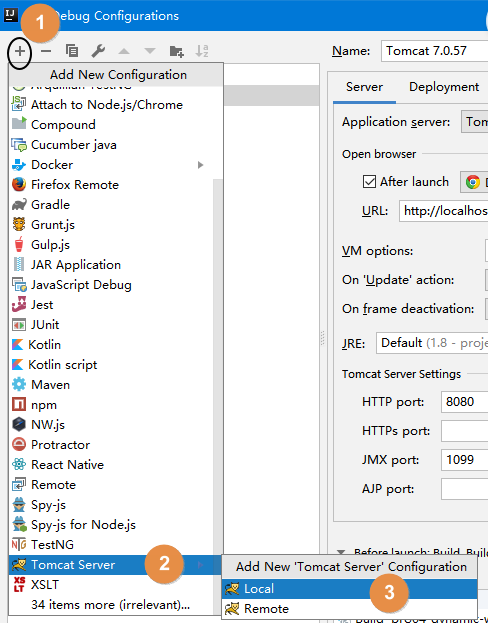 Debug Configurations
1
Add New Configuration
Arquillian TestNG
Attach to Node.js/Chrome
Compound
Cucumber java
Docker
Firefox Remote
Gradle
Grunt.js
Gulp.js
JAR Application
JavaScript Debug
Jest
JUnit
Kotlin
Kotlin script
Maven
npm
NW.js
Protractor
React Native
Remote
Spy-js
Spy-js for Node.js
TestNG
Tomcat Server
2
XSLT
34 items more (irrelevant)...
Add New 'Tomcat Server' Configuration
Local
3
Remote
Name: Tomcat 7.0.57
Server Deployment
Application server: Tom
Open browser
After launch
URL: http://localhos
VM options:
On 'Update' action:
On frame deactivation:
JRE: Default (1.8 - proje
Tomcat Server Settings
HTTP port: 8080
HTTPs port:
JMX port: 1099
AJP port:
Before launch: Build, Buil